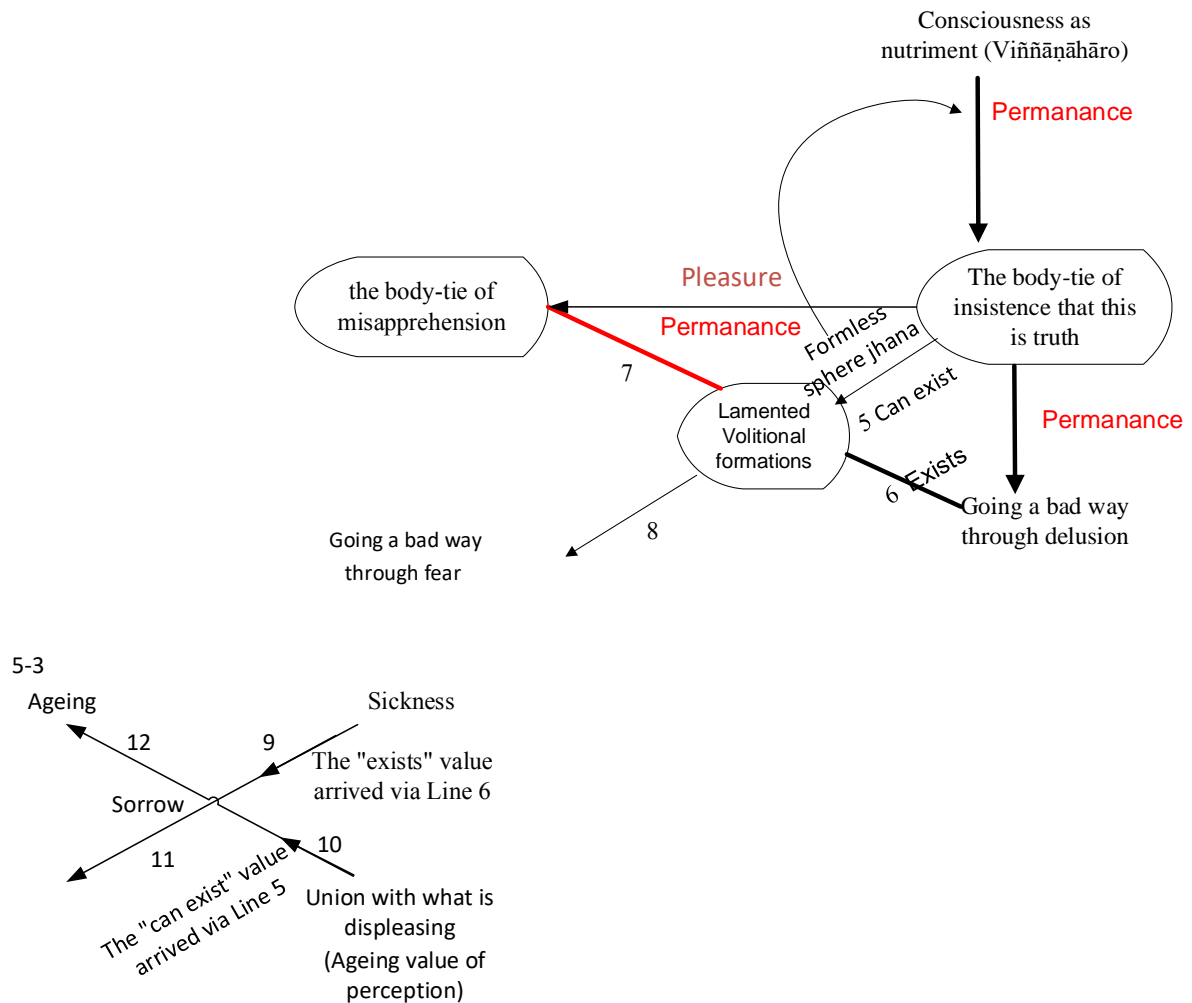 Consciousness as
nutriment (Viññāṇāhāro)
Permanance
Pleasure
Permanance
the body-tie of
misapprehension
The body-tie of
insistence that this
is truth
Formless
sphere jhana
7
5 Can exist
Permanance
Lamented
Volitional
formations
6 Exists
8
Going a bad way
through delusion
Going a bad way
through fear
5-3
Ageing
Sickness
12
9
The "exists" value
arrived via Line 6
Sorrow
11
10
The "can exist" value
arrived via Line 5
Union with what is
displeasing
(Ageing value of
perception)